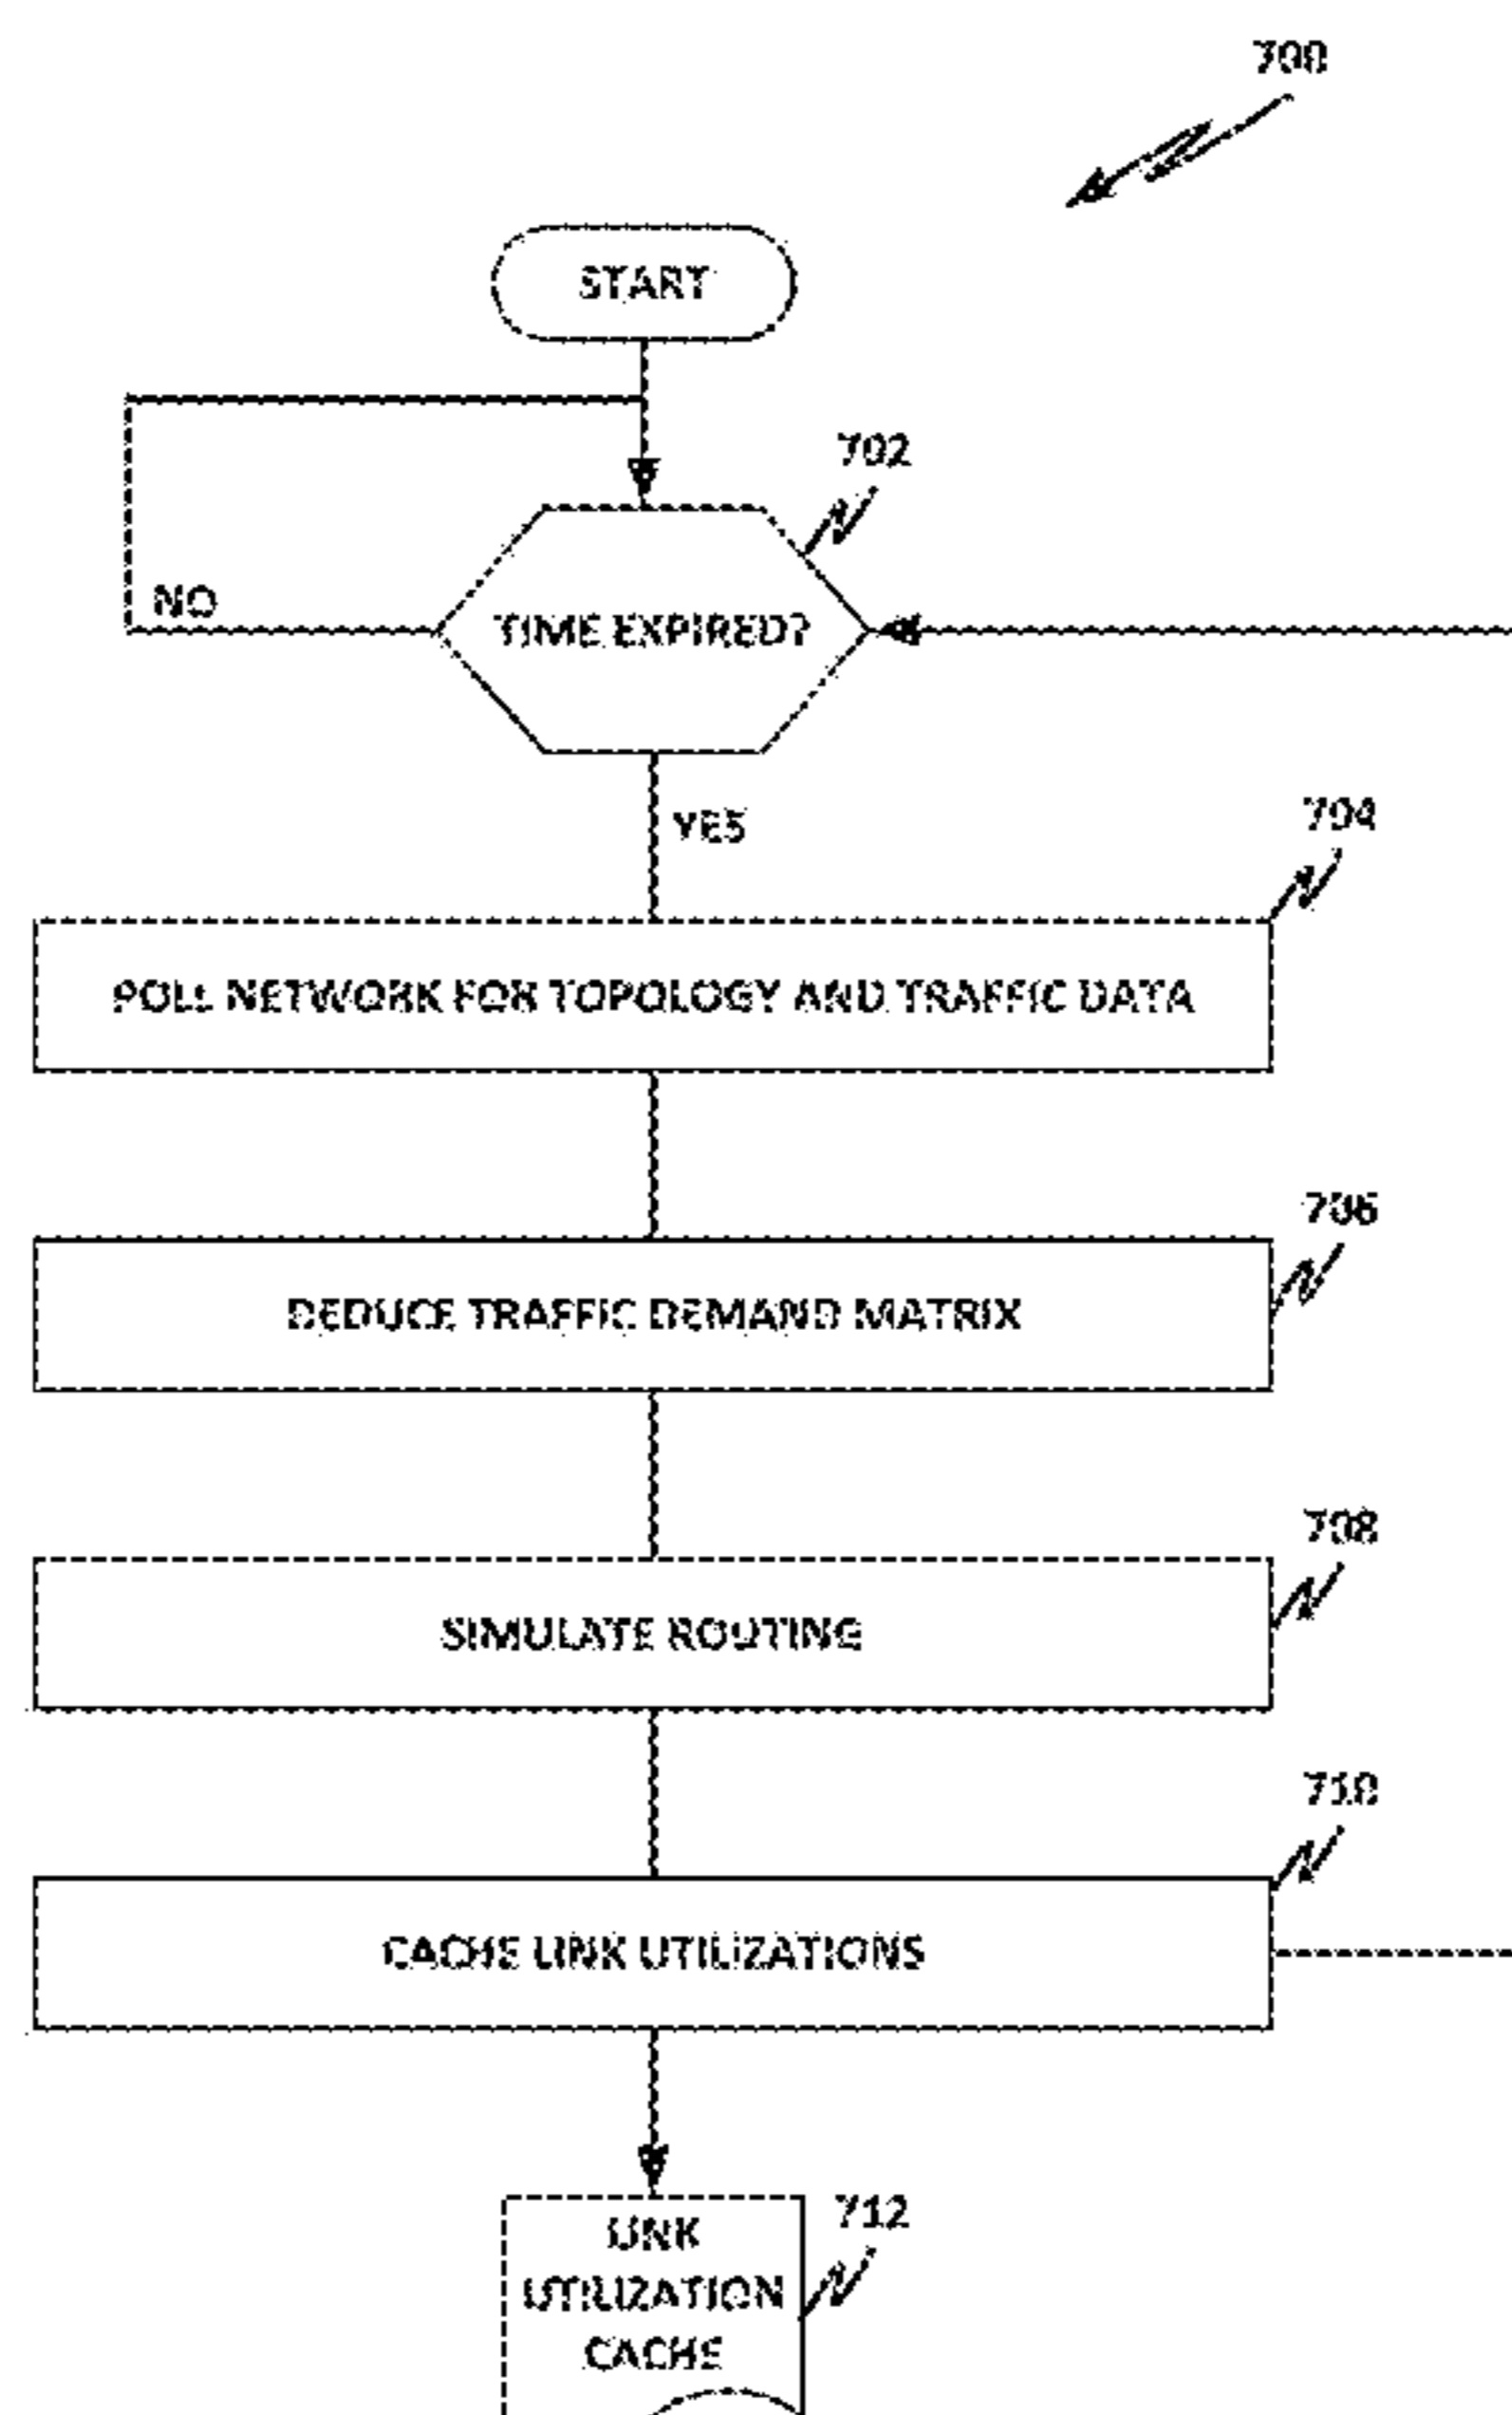 700
START
702
NO
TIME EXPIRED?
YES
704
POLL NETWORK FOR TOPOLOGY AND TRAFFIC DATA
706
DEDUCE TRAFFIC DEMAND MATRIX
708
SIMULATE ROUTING
710
CACHE LINK UTILIZATIONS
712
LINK
UTILIZATION
CACHE